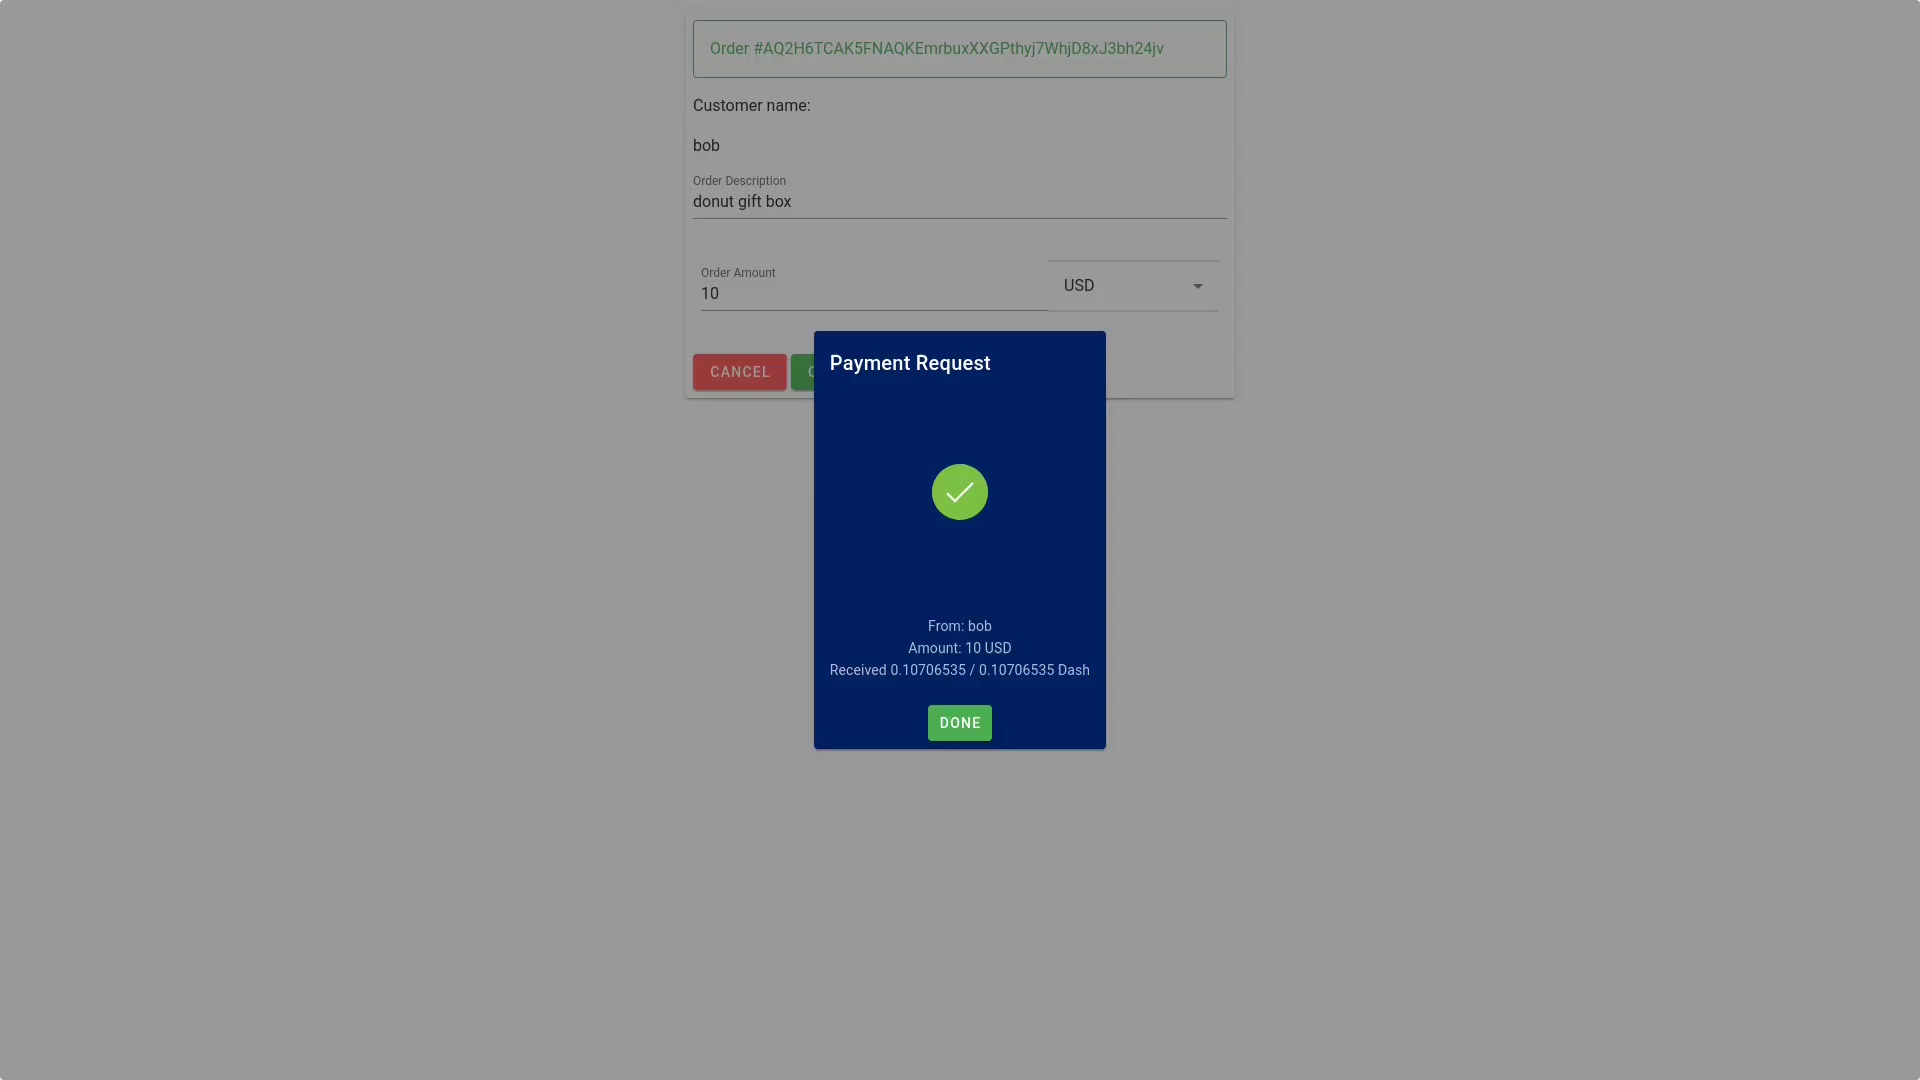 Order #AQ2H6TCAK5FNAQKEmrbuxXXGPthyj7WhjD8xJ3bh24jv
Customer name:
bob
Order Description
donut gift box
Order Amount
10
USD
CANCEL
Payment Request
From: bob
Amount: 10 USD
Received 0.10706535 / 0.10706535 Dash
DONE